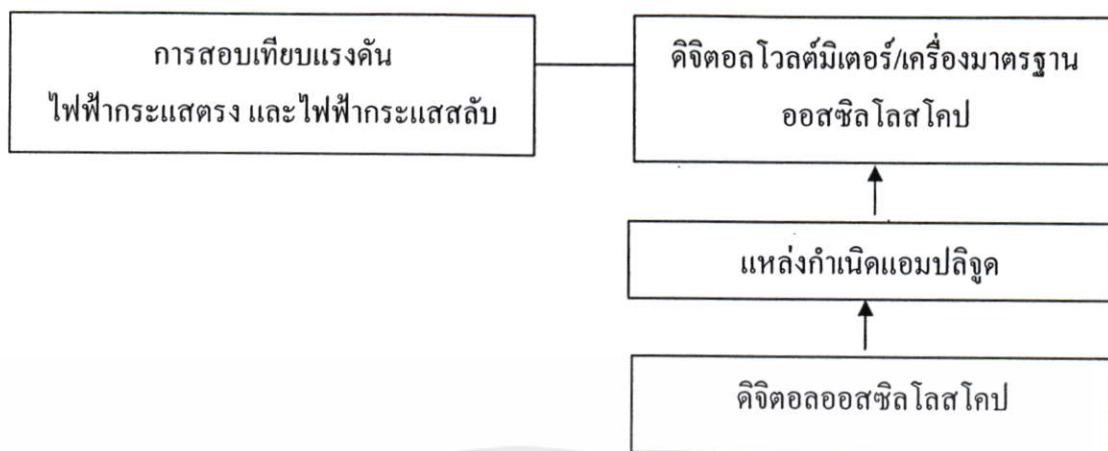 การสอบเทียบแรงดัน
ไฟฟ้ากระแสตรง และไฟฟ้ากระแสสลับ
ดิจิตอลโวลต์มิเตอร์/เครื่องมาตรฐาน
ออสซิลโลสโคป
แหล่งกำเนิดแอมปลิจูด
ดิจิตอลออสซิลโลสโคป